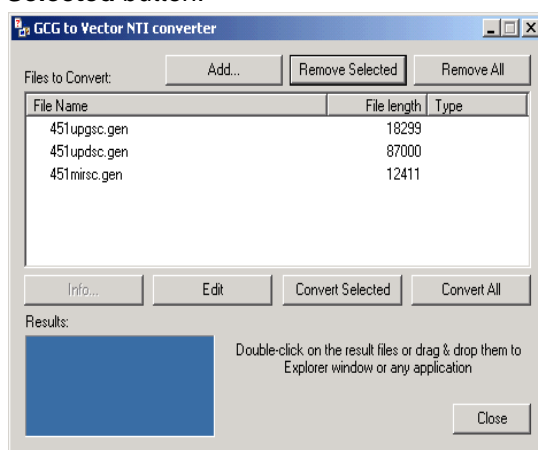 GCG to Vector NTI converter
Files to Convert: Add... Remove Selected Remove All
File Name File length Type
451upgsc.gen 18299
451updsc.gen 87000
451mirsc.gen 12411
Info... Edit Convert Selected Convert All
Results:
Double-click on the result files or drag & drop them to
Explorer window or any application
Close